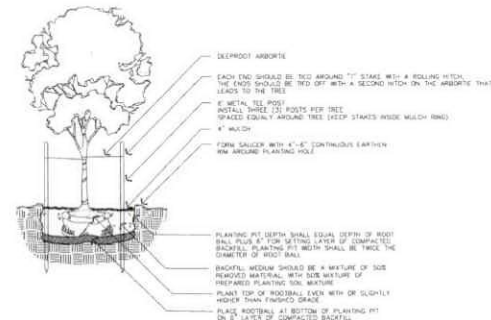 DEEPROOT ARBORTIE
EACH END SHOULD BE TIED AROUND "T" STAKE WITH A ROLLING HITCH,
THE ENDS SHOULD BE TIED OFF WITH A SECOND HITCH ON THE ARBORTIE THAT
LEADS TO THE TREE
METAL TEE POST
INSTALL THREE (3) POSTS PER TREE
SPACED EQUALY AROUND TREE (KEEP STAKES INSIDE MULCH RING)
4" MULCH
FORM SAUCER WITH 4"-6" CONTINUOUS EARTHEN
RIM AROUND PLANTING HOLE
PLANTING PIT DEPTH SHALL EQUAL DEPTH OF ROOT
BALL PLUS 6" FOR SETTING LAYER OF COMPACTED
BACKFILL. PLANTING PIT WIDTH SHALL BE TWICE THE
DIAMETER OF ROOT BALL
BACKFILL MEDIUM SHOULD BE A MIXTURE OF 50%
REMOVED MATERIAL WITH 50% MIXTURE OF
PREPARED PLANTING SOIL MIXTURE
PLANT TOP OF ROOTBALL EVEN WITH OR SLIGHTLY
HIGHER THAN FINISHED GRADE
PLACE ROOTBALL AT BOTTOM OF PLANTING PIT
ON 6" LAYER OF COMPACTED BACKFILL